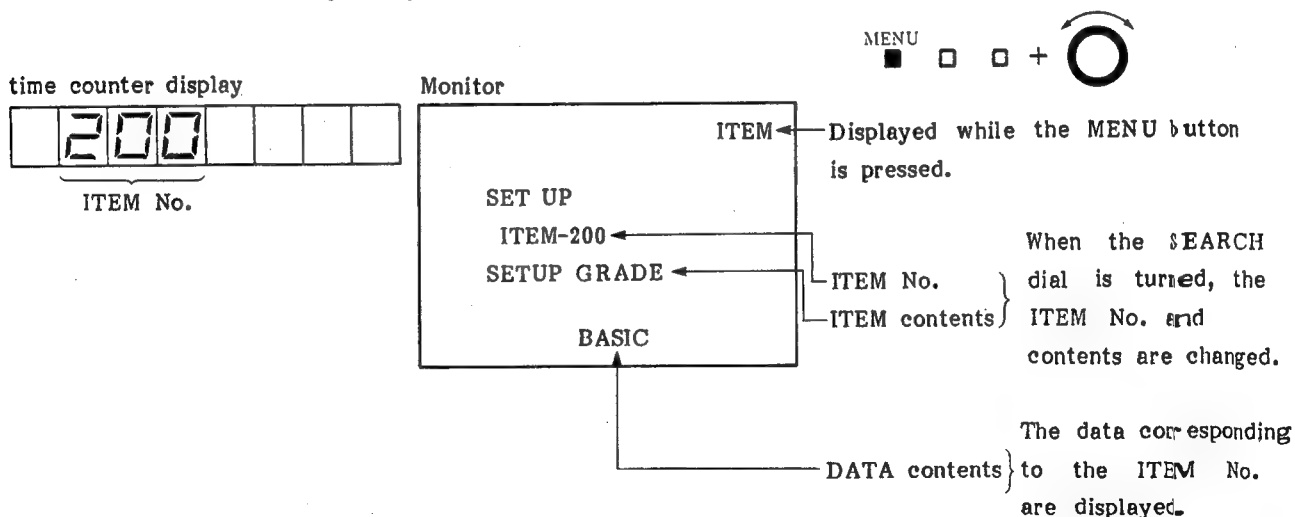 MENU
+
time counter display
200
ITEM No.
Monitor
ITEM
Displayed while the MENU button
is pressed.
SET UP
ITEM-200
SETUP GRADE
BASIC
ITEM No.
ITEM contents
When the SEARCH
dial is turned, the
ITEM No. and
contents are changed.
DATA contents
The data corresponding
to the ITEM No.
are displayed.